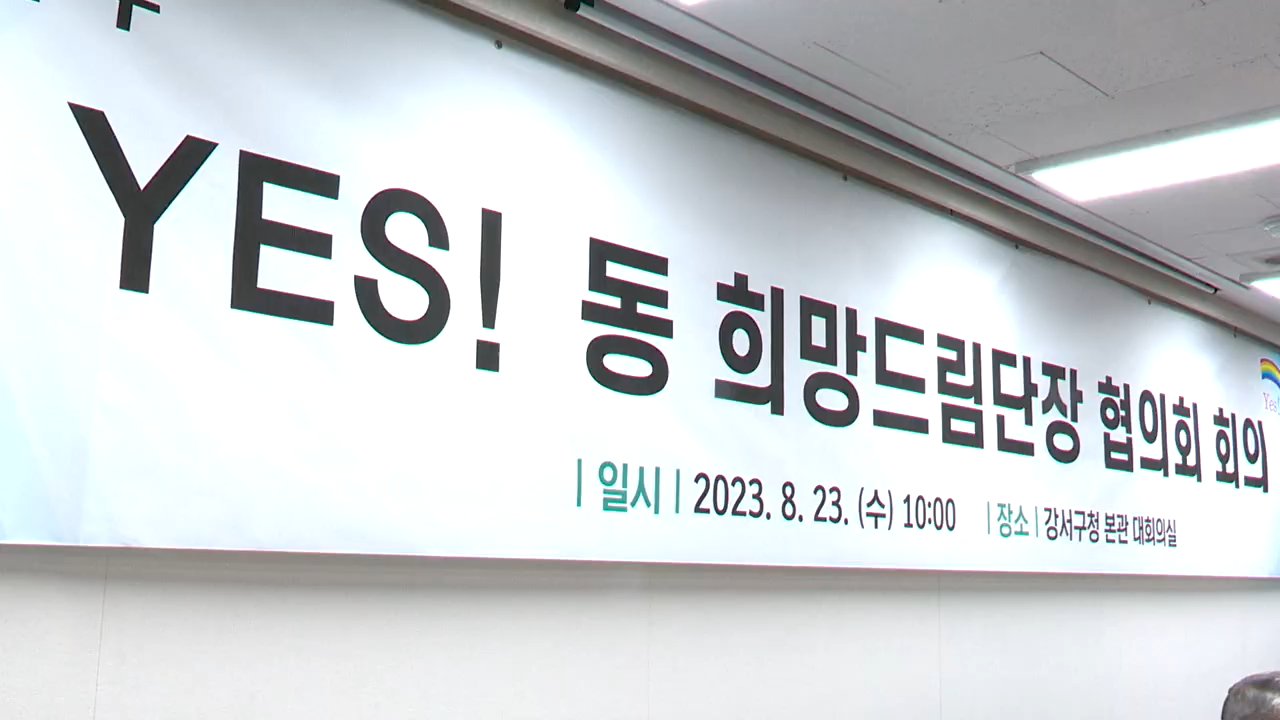 YES! 동 희망드림단장 협의회 회의
Yes!
| 일시 | 2023. 8. 23. (수) 10:00 | 장소 | 강서구청 본관 대회의실